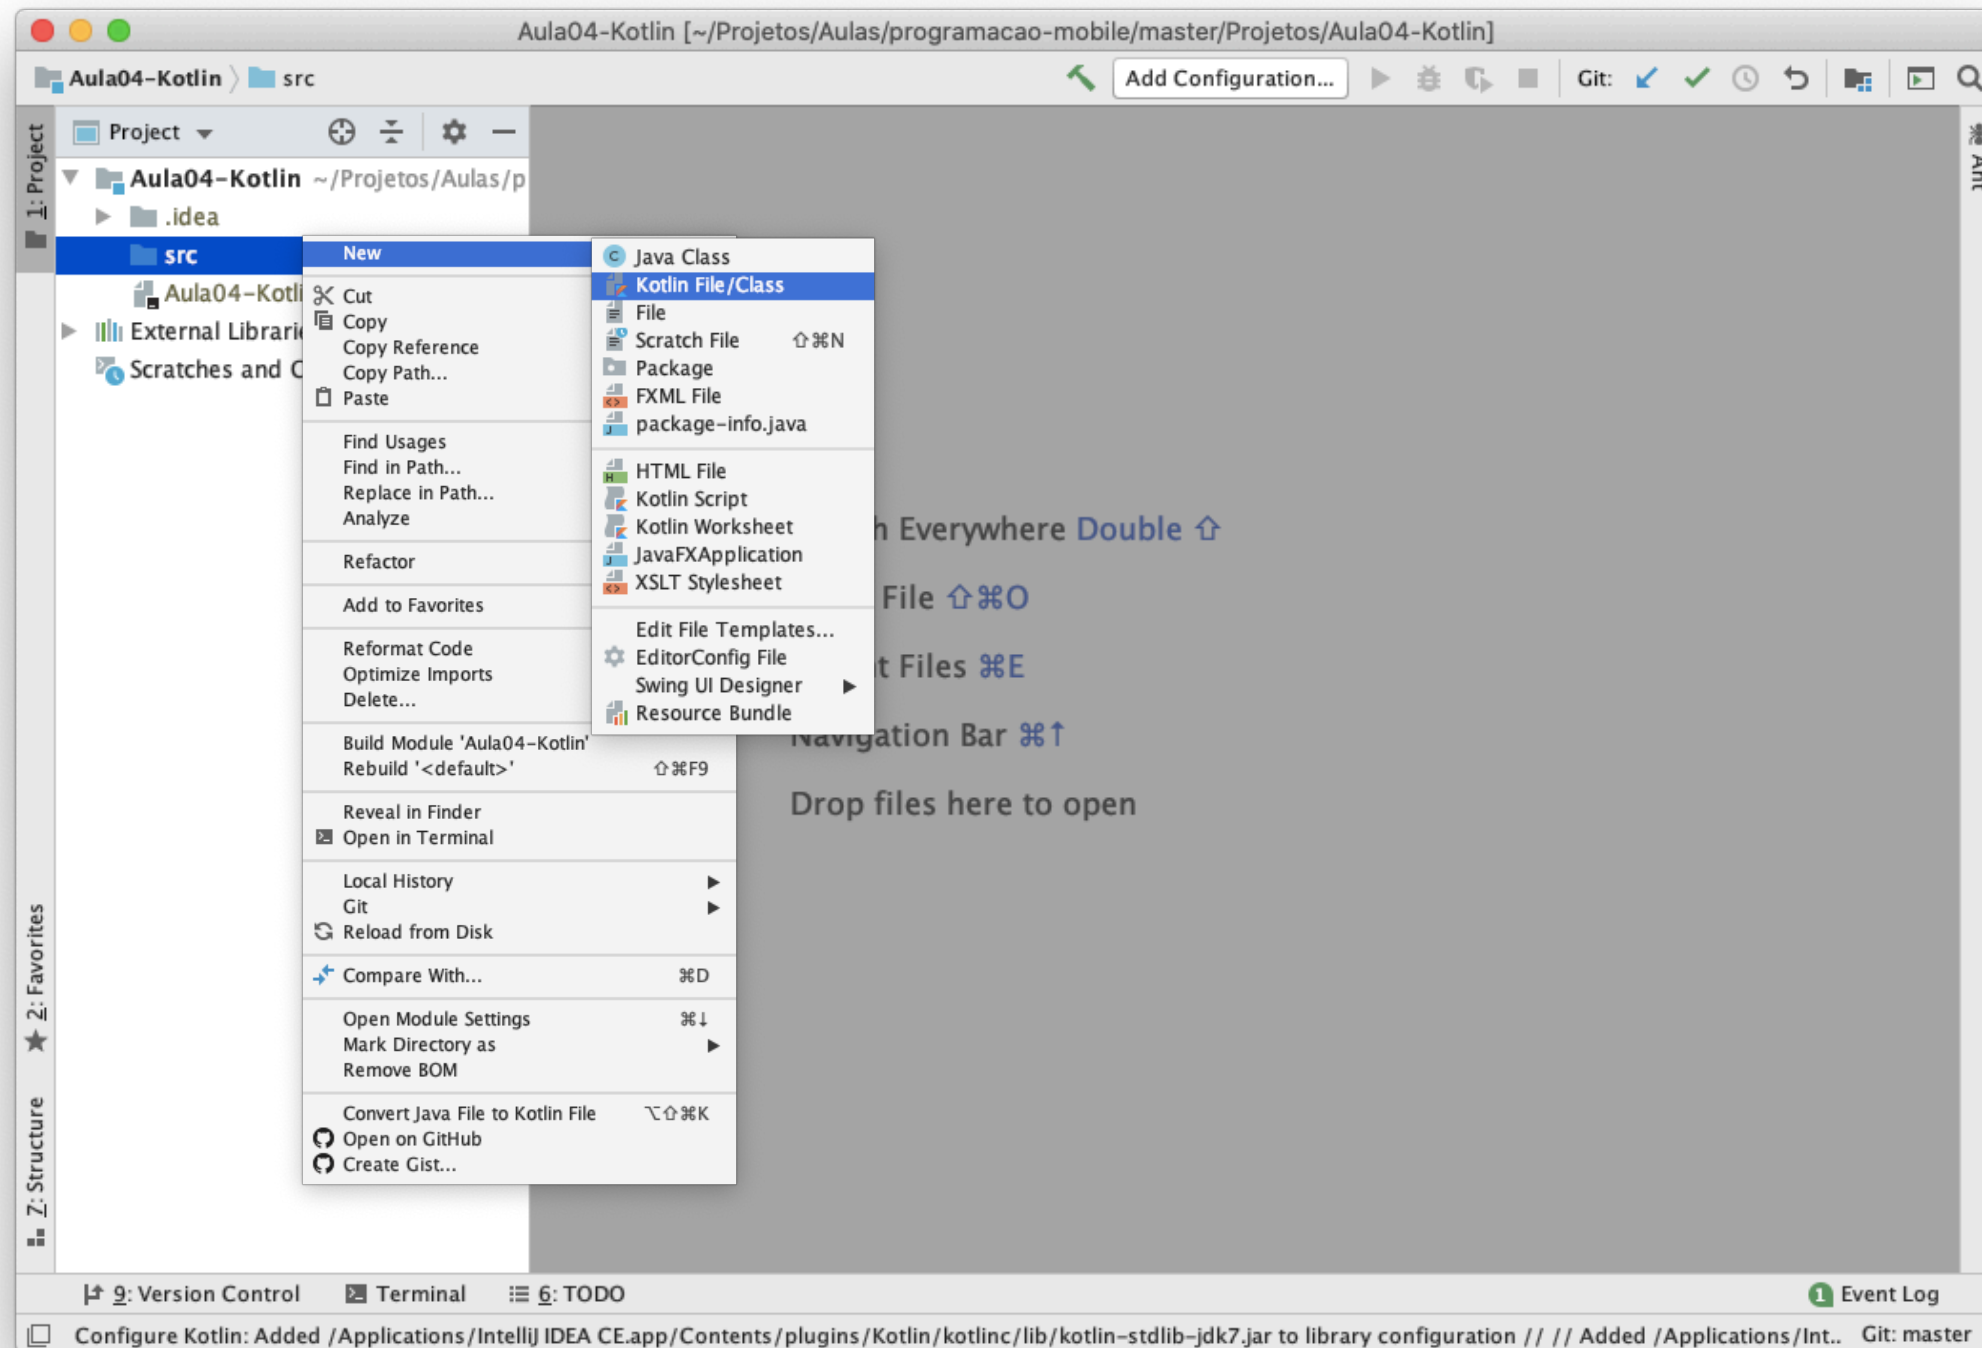 Aula04-Kotlin [~/Projetos/Aulas/programacao-mobile/master/Projetos/Aula04-Kotlin]
Aula04-Kotlin src
Add Configuration...
Git:
1: Project
Project
Aula04-Kotlin ~/Projetos/Aulas/p
.idea
src
Aula04-Kotli
External Librarie
Scratches and C
New
Cut
Copy
Copy Reference
Copy Path...
Paste
Find Usages
Find in Path...
Replace in Path...
Analyze
Refactor
Add to Favorites
Reformat Code
Optimize Imports
Delete...
Build Module 'Aula04-Kotlin'
Rebuild '<default>' ⇧⌘F9
Reveal in Finder
Open in Terminal
Local History
Git
Reload from Disk
Compare With... ⌘D
Open Module Settings ⌘↓
Mark Directory as
Remove BOM
Convert Java File to Kotlin File ⌥⇧⌘K
Open on GitHub
Create Gist...
Java Class
Kotlin File/Class
File
Scratch File ⇧⌘N
Package
FXML File
package-info.java
HTML File
Kotlin Script
Kotlin Worksheet
JavaFXApplication
XSLT Stylesheet
Edit File Templates...
EditorConfig File
Swing UI Designer
Resource Bundle
h Everywhere Double ⇧
File ⇧⌘O
t Files ⌘E
Navigation Bar ⌘↑
Drop files here to open
Ant
2: Favorites
7: Structure
9: Version Control
Terminal
6: TODO
1 Event Log
Configure Kotlin: Added /Applications/IntelliJ IDEA CE.app/Contents/plugins/Kotlin/kotlinc/lib/kotlin-stdlib-jdk7.jar to library configuration // // Added /Applications/Int..
Git: master